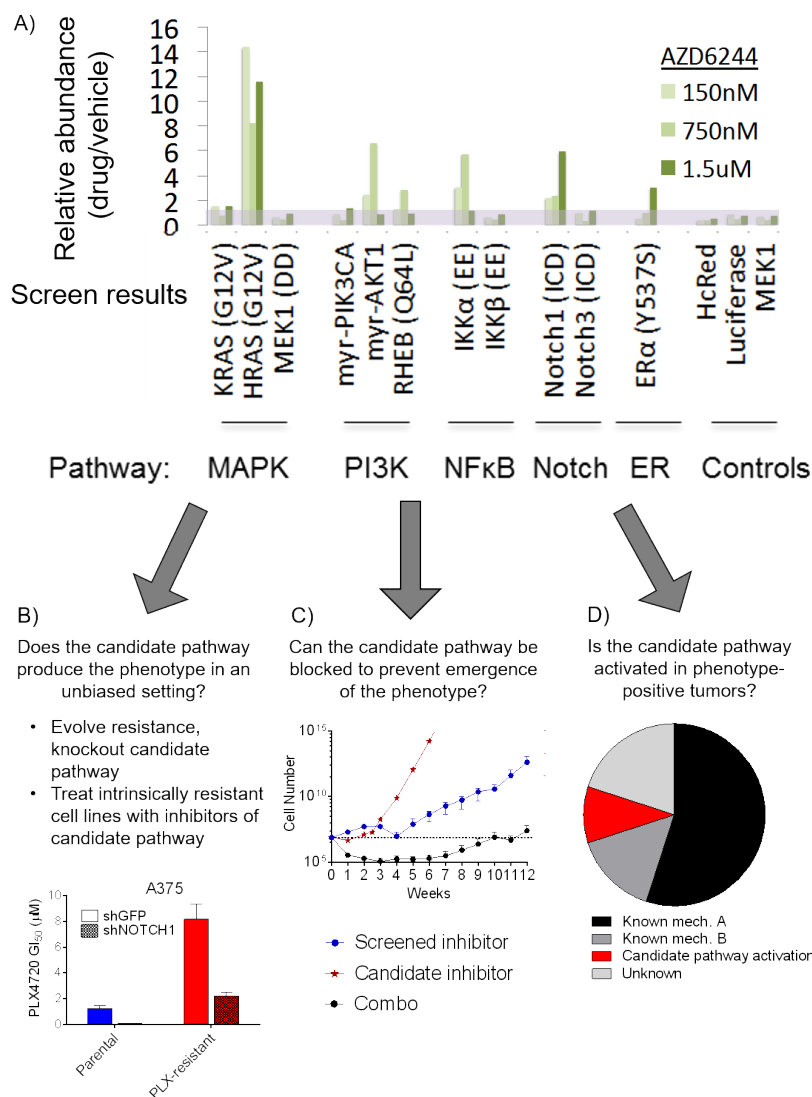 A)
Relative abundance
(drug/vehicle)
16
14
12
10
8
6
4
2
0
AZD6244
150nM
750nM
1.5uM
Screen results
KRAS (G12V)
HRAS (G12V)
MEK1 (DD)
myr-PIK3CA
myr-AKT1
RHEB (Q64L)
IKKα (EE)
IKKβ (EE)
Notch1 (ICD)
Notch3 (ICD)
ERα (Y537S)
HcRed
Luciferase
MEK1
Pathway: MAPK PI3K NFκB Notch ER Controls
B)
Does the candidate pathway
produce the phenotype in an
unbiased setting?
• Evolve resistance,
knockout candidate
pathway
• Treat intrinsically resistant
cell lines with inhibitors of
candidate pathway
A375
PLX4720 GI50 (μM)
10
8
6
4
2
0
shGFP
shNOTCH1
Parental
PLX-resistant
C)
Can the candidate pathway be
blocked to prevent emergence
of the phenotype?
Cell Number
10^15
10^10
10^5
0 1 2 3 4 5 6 7 8 9 10 11 12
Weeks
Screened inhibitor
Candidate inhibitor
Combo
D)
Is the candidate pathway
activated in phenotype-
positive tumors?
Known mech. A
Known mech. B
Candidate pathway activation
Unknown